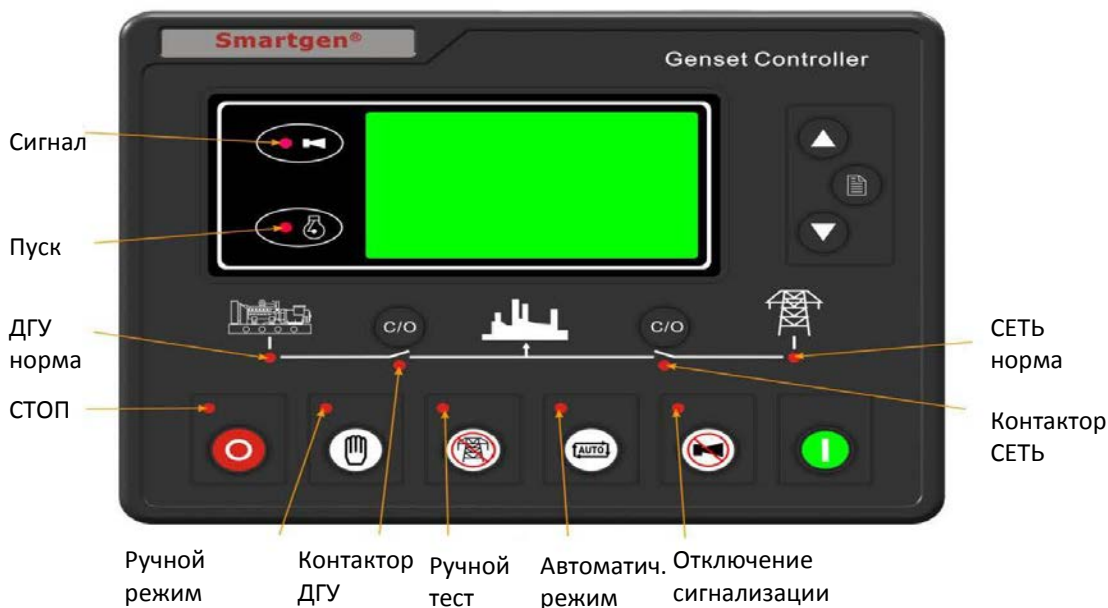 Smartgen®
Genset Controller
Сигнал
Пуск
ДГУ
норма
C/O
C/O
СЕТЬ
норма
СТОП
Контактор
СЕТЬ
AUTO
Ручной
режим
Контактор
ДГУ
Ручной
тест
Автоматич.
режим
Отключение
сигнализации